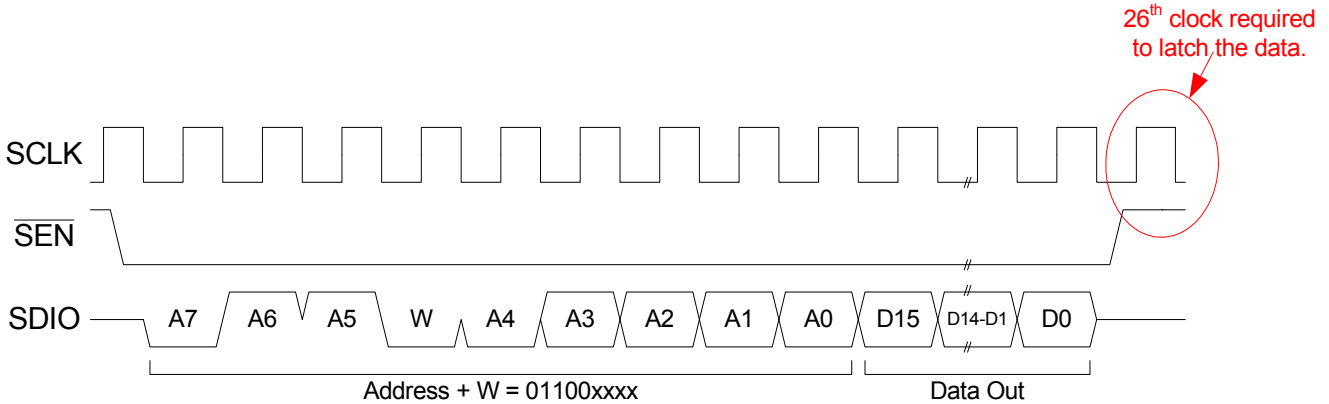 26th clock required
to latch the data.
SCLK
SEN
SDIO
A7 A6 A5 W A4 A3 A2 A1 A0 D15 D14-D1 D0
Address + W = 01100xxxx
Data Out